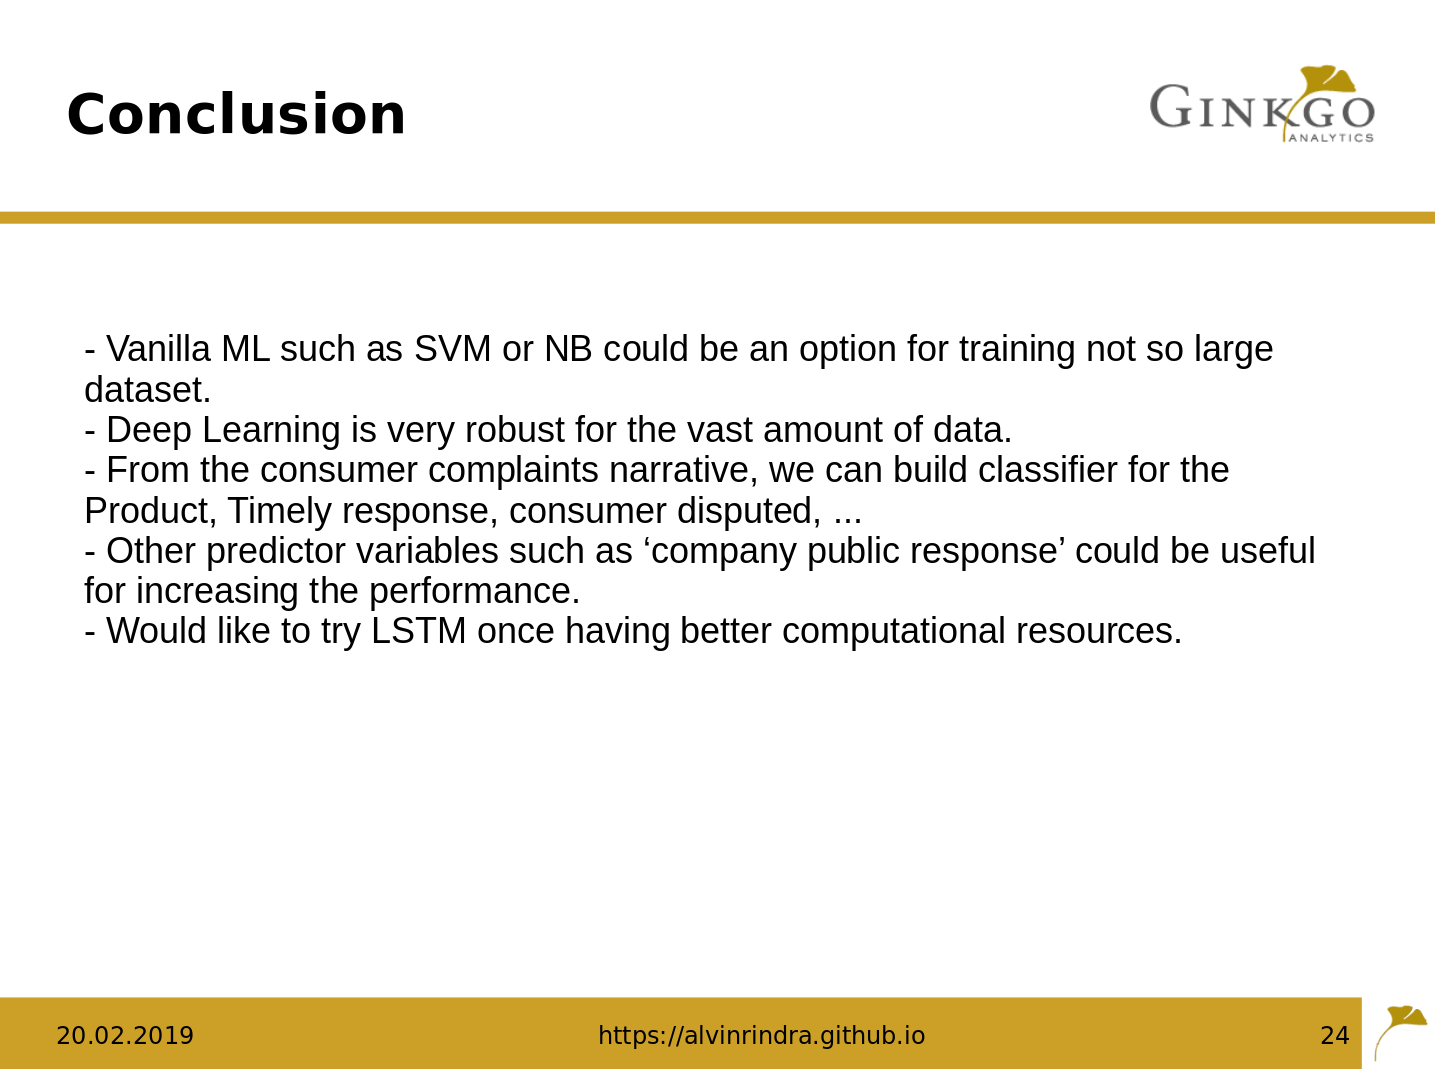 Conclusion
GINKGO
ANALYTICS
- Vanilla ML such as SVM or NB could be an option for training not so large
dataset.
- Deep Learning is very robust for the vast amount of data.
- From the consumer complaints narrative, we can build classifier for the
Product, Timely response, consumer disputed, ...
- Other predictor variables such as ‘company public response’ could be useful
for increasing the performance.
- Would like to try LSTM once having better computational resources.
20.02.2019
https://alvinrindra.github.io
24